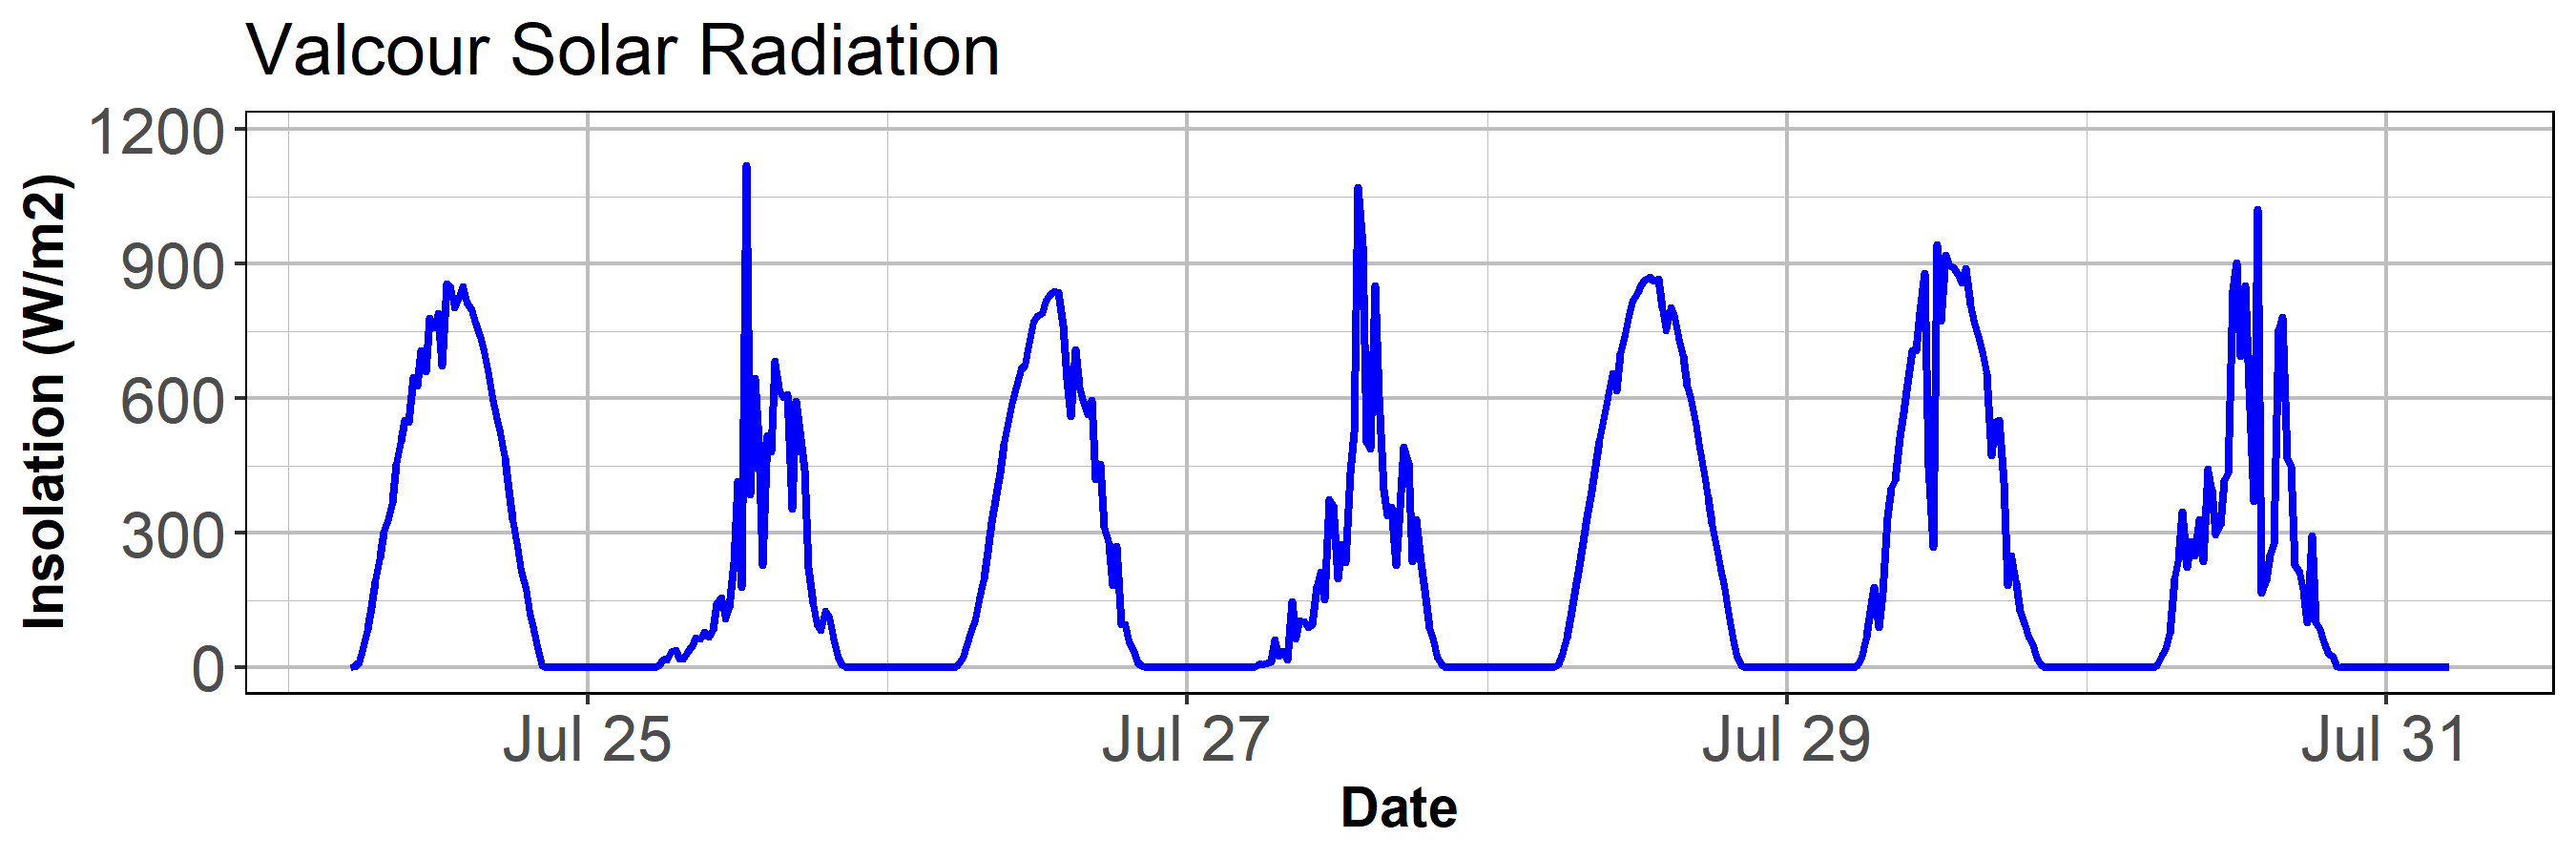 Valcour Solar Radiation
1200
900
600
300
0
Insolation (W/m2)
Jul 25 Jul 27 Jul 29 Jul 31
Date